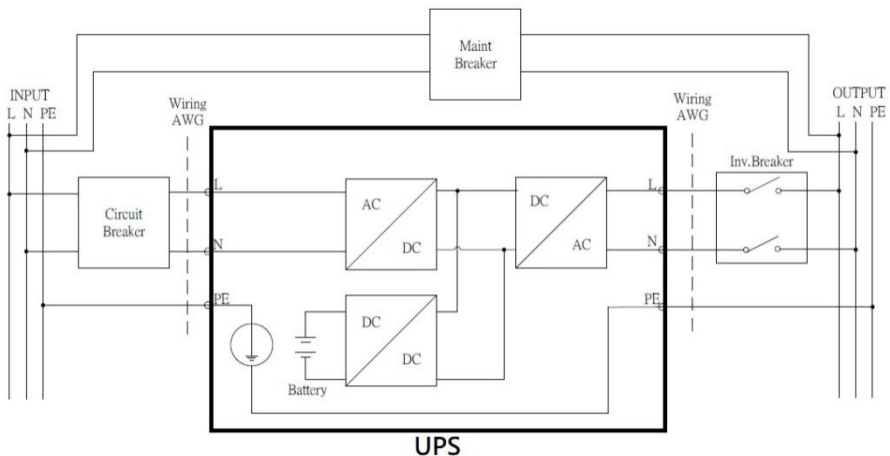 Maint
Breaker
INPUT
L N PE
Wiring
AWG
Wiring
AWG
OUTPUT
L N PE
Inv.Breaker
Circuit
Breaker
L
N
PE
AC
DC
DC
AC
L
N
PE
DC
DC
Battery
UPS